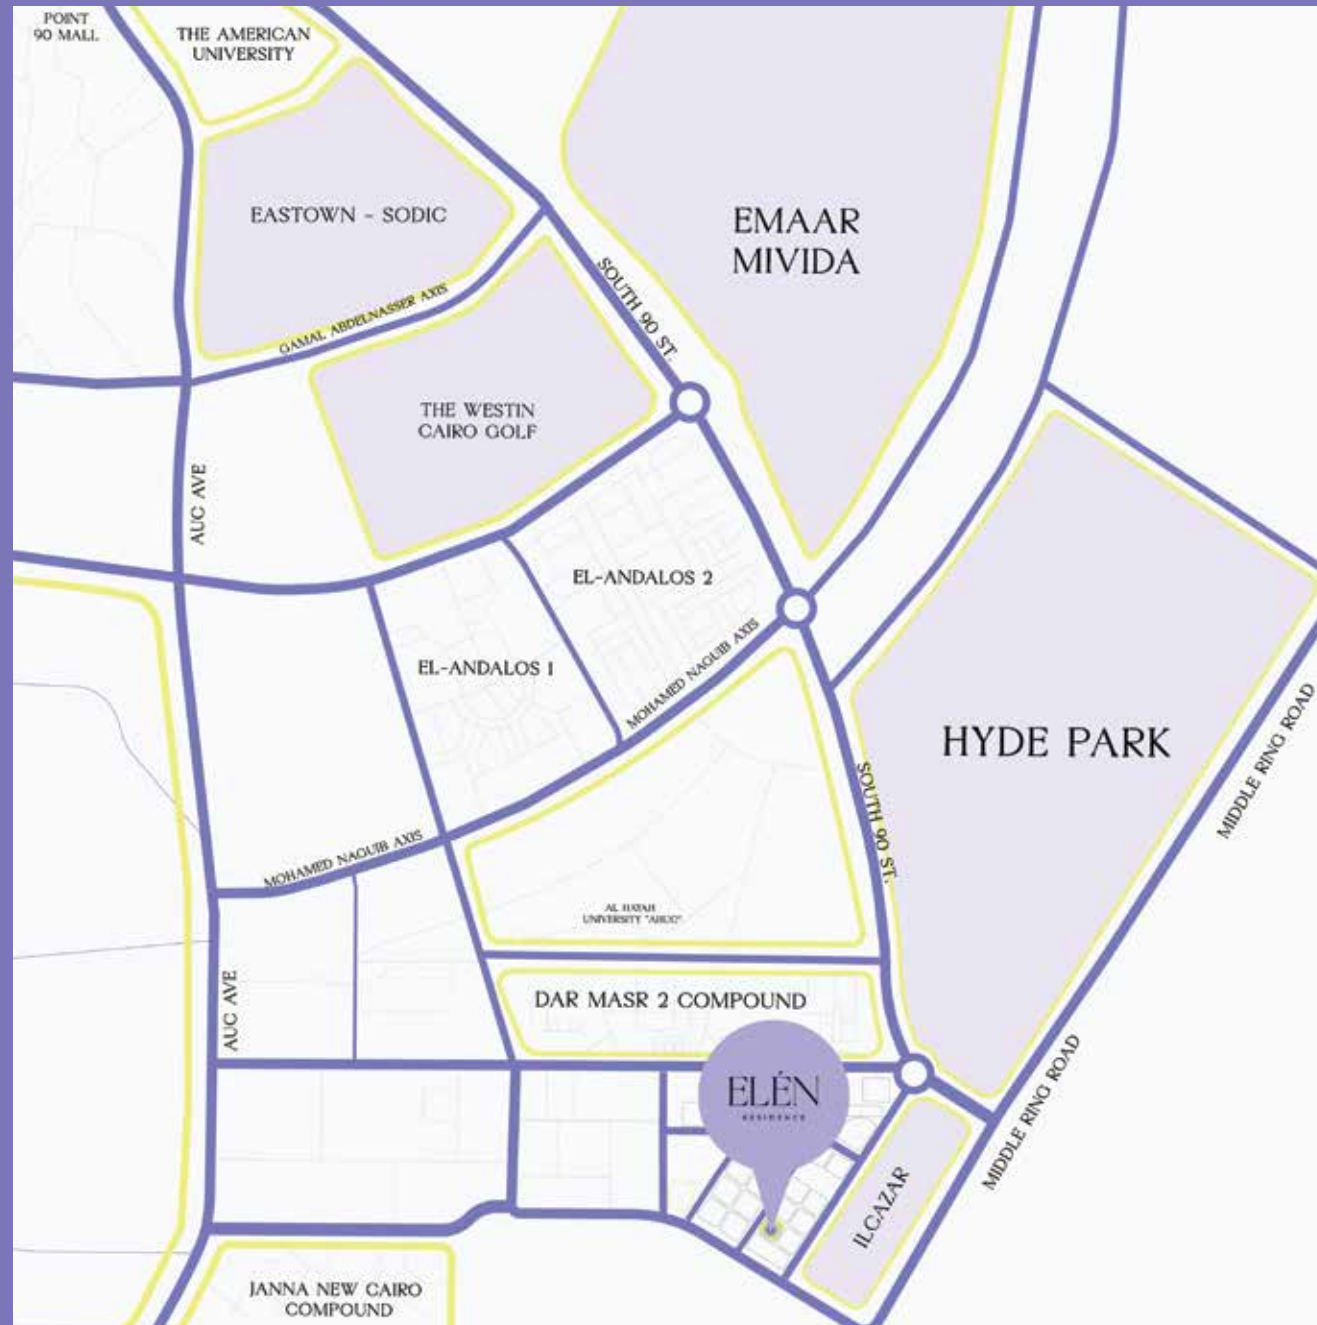 POINT
90 MALL
THE AMERICAN
UNIVERSITY
EASTOWN - SODIC
EMAAR
MIVIDA
SOUTH 90 ST.
GAMAL ABDELNASSER AXIS
THE WESTIN
CAIRO GOLF
AUC AVE
EL-ANDALOS 2
EL-ANDALOS 1
MOHAMED NAGUIB AXIS
HYDE PARK
MIDDLE RING ROAD
SOUTH 90 ST.
MOHAMED NAGUIB AXIS
AL HAYAH
UNIVERSITY "AHUC"
AUC AVE
DAR MASR 2 COMPOUND
ELÉN
RESIDENCE
MIDDLE RING ROAD
ILCAZAR
JANNA NEW CAIRO
COMPOUND